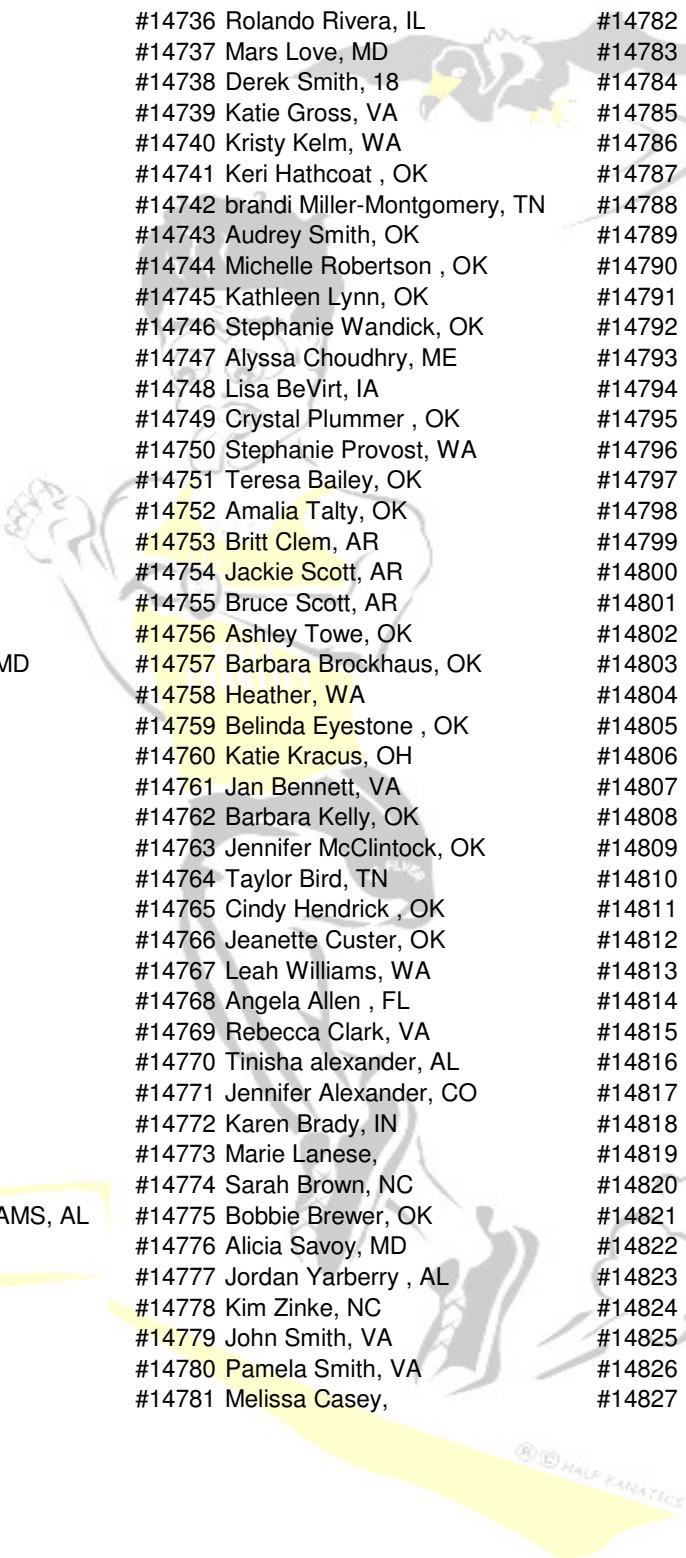 MD
AMS, AL
#14736 Rolando Rivera, IL
#14737 Mars Love, MD
#14738 Derek Smith, 18
#14739 Katie Gross, VA
#14740 Kristy Kelm, WA
#14741 Keri Hathcoat , OK
#14742 brandi Miller-Montgomery, TN
#14743 Audrey Smith, OK
#14744 Michelle Robertson , OK
#14745 Kathleen Lynn, OK
#14746 Stephanie Wandick, OK
#14747 Alyssa Choudhry, ME
#14748 Lisa BeVirt, IA
#14749 Crystal Plummer , OK
#14750 Stephanie Provost, WA
#14751 Teresa Bailey, OK
#14752 Amalia Talty, OK
#14753 Britt Clem, AR
#14754 Jackie Scott, AR
#14755 Bruce Scott, AR
#14756 Ashley Towe, OK
#14757 Barbara Brockhaus, OK
#14758 Heather, WA
#14759 Belinda Eyestone , OK
#14760 Katie Kracus, OH
#14761 Jan Bennett, VA
#14762 Barbara Kelly, OK
#14763 Jennifer McClintock, OK
#14764 Taylor Bird, TN
#14765 Cindy Hendrick , OK
#14766 Jeanette Custer, OK
#14767 Leah Williams, WA
#14768 Angela Allen , FL
#14769 Rebecca Clark, VA
#14770 Tinisha alexander, AL
#14771 Jennifer Alexander, CO
#14772 Karen Brady, IN
#14773 Marie Lanese,
#14774 Sarah Brown, NC
#14775 Bobbie Brewer, OK
#14776 Alicia Savoy, MD
#14777 Jordan Yarberry , AL
#14778 Kim Zinke, NC
#14779 John Smith, VA
#14780 Pamela Smith, VA
#14781 Melissa Casey,
#14782
#14783
#14784
#14785
#14786
#14787
#14788
#14789
#14790
#14791
#14792
#14793
#14794
#14795
#14796
#14797
#14798
#14799
#14800
#14801
#14802
#14803
#14804
#14805
#14806
#14807
#14808
#14809
#14810
#14811
#14812
#14813
#14814
#14815
#14816
#14817
#14818
#14819
#14820
#14821
#14822
#14823
#14824
#14825
#14826
#14827
FLYER
® © HALF FANATICS